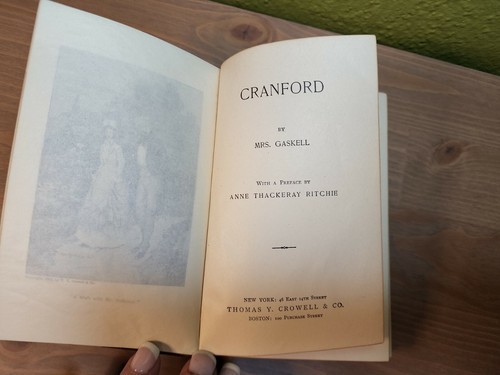 CRANFORD
BY
MRS. GASKELL
WITH A PREFACE BY
ANNE THACKERAY RITCHIE
NEW YORK: 46 EAST 14TH STREET
THOMAS Y. CROWELL & CO.
BOSTON: 100 PURCHASE STREET